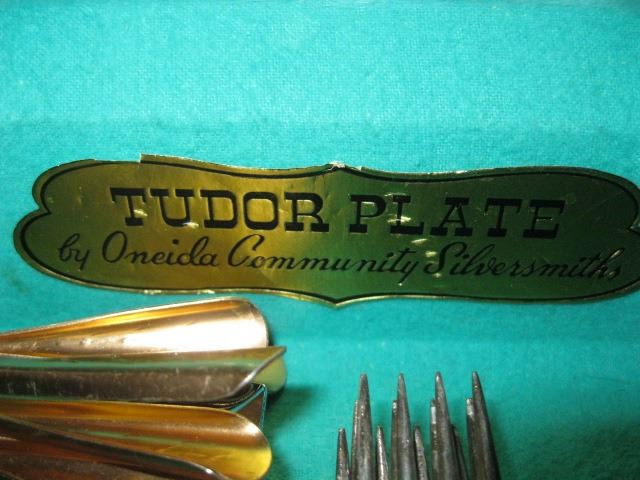 TUDOR PLATE
by Oneida Community Silversmiths